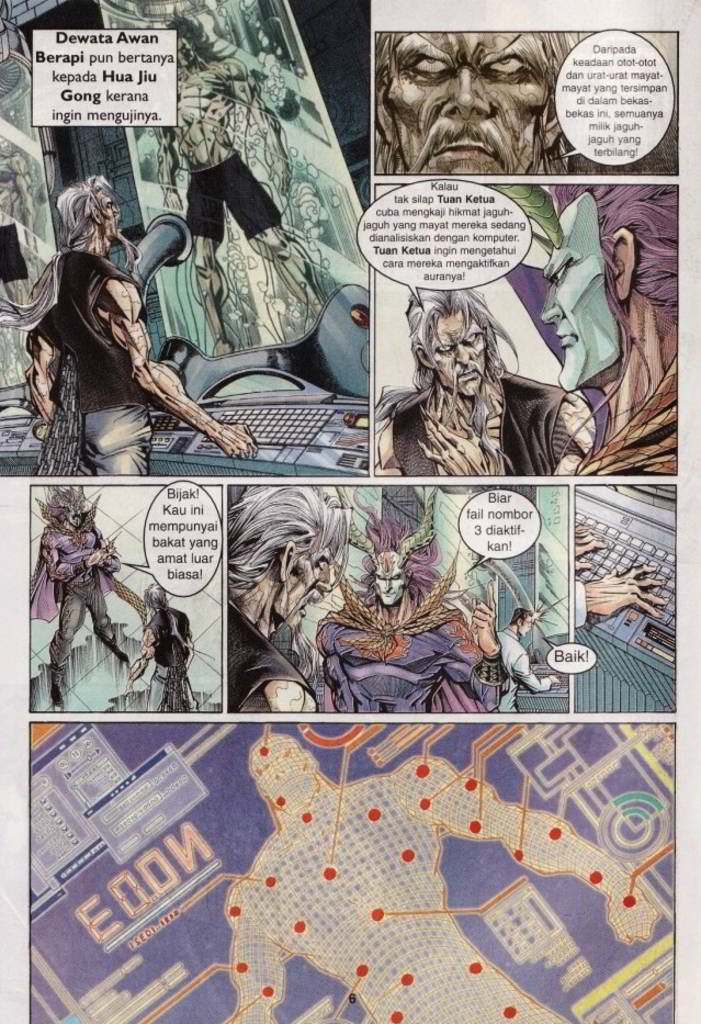 Dewata Awan
Berapi pun bertanya
kepada Hua Jiu
Gong kerana
ingin mengujinya.
Daripada
keadaan otot-otot
dan urat-urat mayat-
mayat yang tersimpan
di dalam bekas-
bekas ini, semuanya
milik jaguh-
jaguh yang
terbilang!
Kalau
tak silap Tuan Ketua
cuba mengkaji hikmat jaguh-
jaguh yang mayat mereka sedang
dianalisiskan dengan komputer.
Tuan Ketua ingin mengetahui
cara mereka mengaktifkan
auranya!
Bijak!
Kau ini
mempunyai
bakat yang
amat luar
biasa!
Biar
fail nombor
3 diaktif-
kan!
Baik!
6